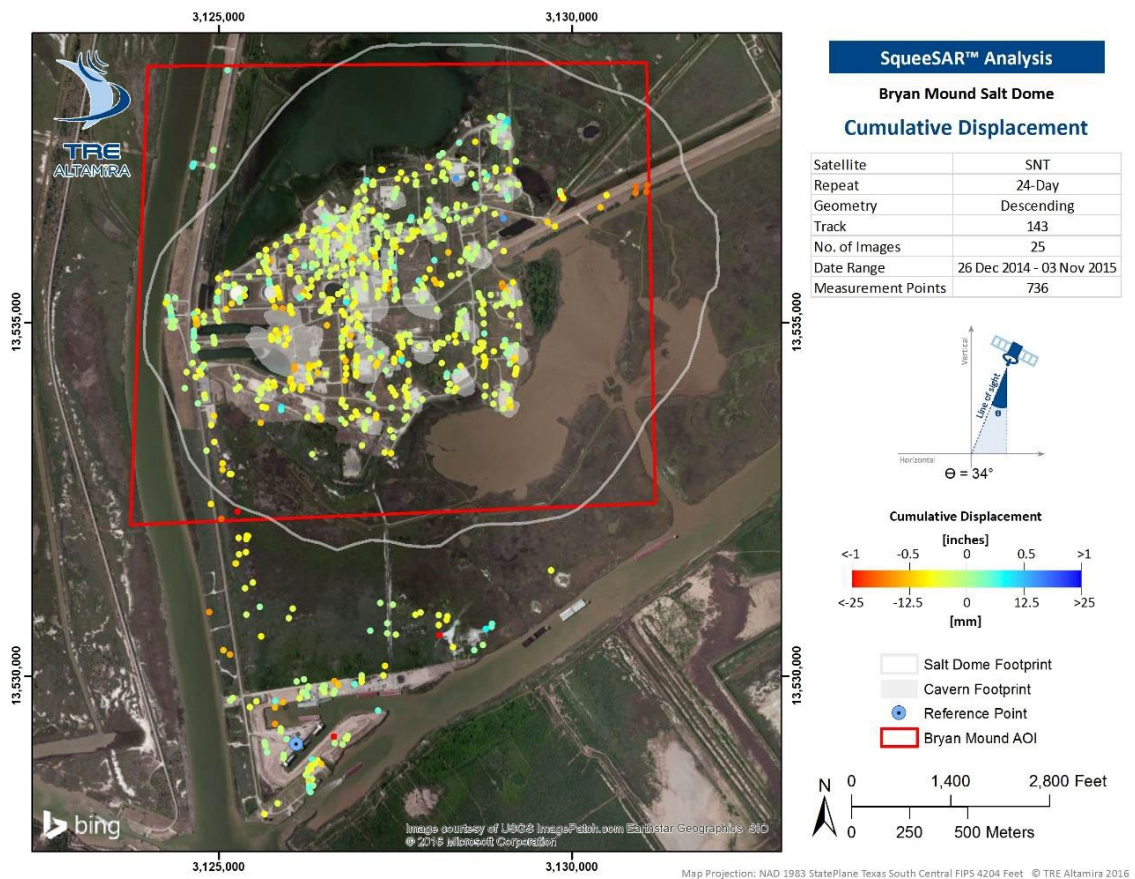 3,125,000
3,130,000
TRE
ALTAMIRA
13,535,000
13,535,000
13,530,000
13,530,000
bing
Image courtesy of USGS ImagePatch.com Earthstar Geographics SIO
© 2016 Microsoft Corporation
3,125,000
3,130,000
SqueeSAR™ Analysis
Bryan Mound Salt Dome
Cumulative Displacement
Satellite SNT
Repeat 24-Day
Geometry Descending
Track 143
No. of Images 25
Date Range 26 Dec 2014 - 03 Nov 2015
Measurement Points 736
Vertical
Line of sight
θ
Horizontal
Θ = 34°
Cumulative Displacement
[inches]
<-1 -0.5 0 0.5 >1
<-25 -12.5 0 12.5 >25
[mm]
Salt Dome Footprint
Cavern Footprint
Reference Point
Bryan Mound AOI
N
0 1,400 2,800 Feet
0 250 500 Meters
Map Projection: NAD 1983 StatePlane Texas South Central FIPS 4204 Feet © TRE Altamira 2016